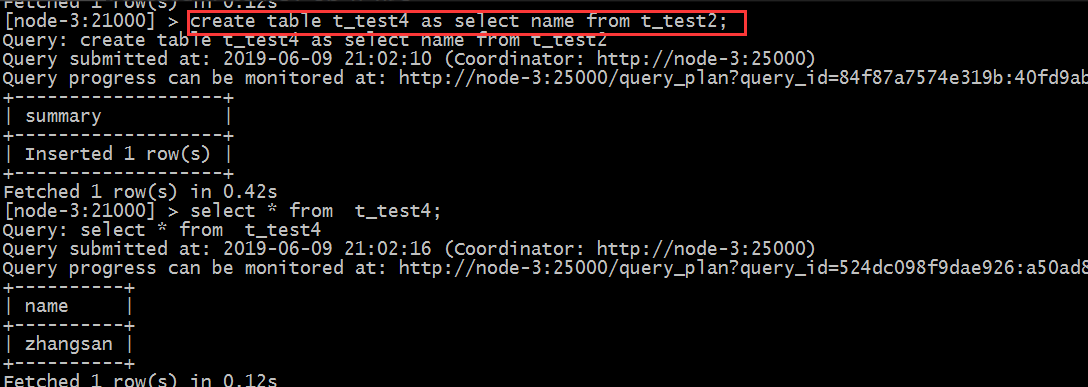 Fetched 1 row(s) in 0.12s
[node-3:21000] > create table t_test4 as select name from t_test2;
Query: create table t_test4 as select name from t_test2
Query submitted at: 2019-06-09 21:02:10 (Coordinator: http://node-3:25000)
Query progress can be monitored at: http://node-3:25000/query_plan?query_id=84f87a7574e319b:40fd9ab
+-------------------+
| summary           |
+-------------------+
| Inserted 1 row(s) |
+-------------------+
Fetched 1 row(s) in 0.42s
[node-3:21000] > select * from  t_test4;
Query: select * from  t_test4
Query submitted at: 2019-06-09 21:02:16 (Coordinator: http://node-3:25000)
Query progress can be monitored at: http://node-3:25000/query_plan?query_id=524dc098f9dae926:a50ad8
+----------+
| name     |
+----------+
| zhangsan |
+----------+
Fetched 1 row(s) in 0.12s